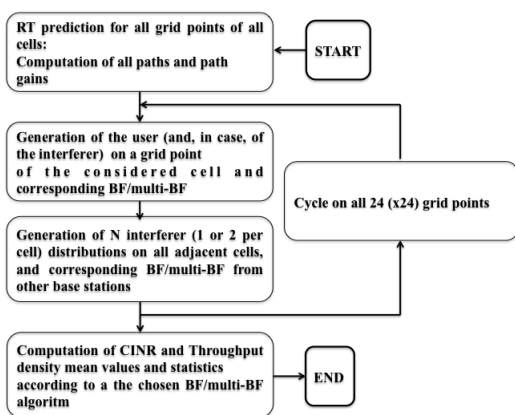 RT prediction for all grid points of all
cells:
Computation of all paths and path
gains
START
Generation of the user (and, in case, of
the interferer) on a grid point
of the considered cell and
corresponding BF/multi-BF
Cycle on all 24 (x24) grid points
Generation of N interferer (1 or 2 per
cell) distributions on all adjacent cells,
and corresponding BF/multi-BF from
other base stations
Computation of CINR and Throughput
density mean values and statistics
according to a the chosen BF/multi-BF
algoritm
END